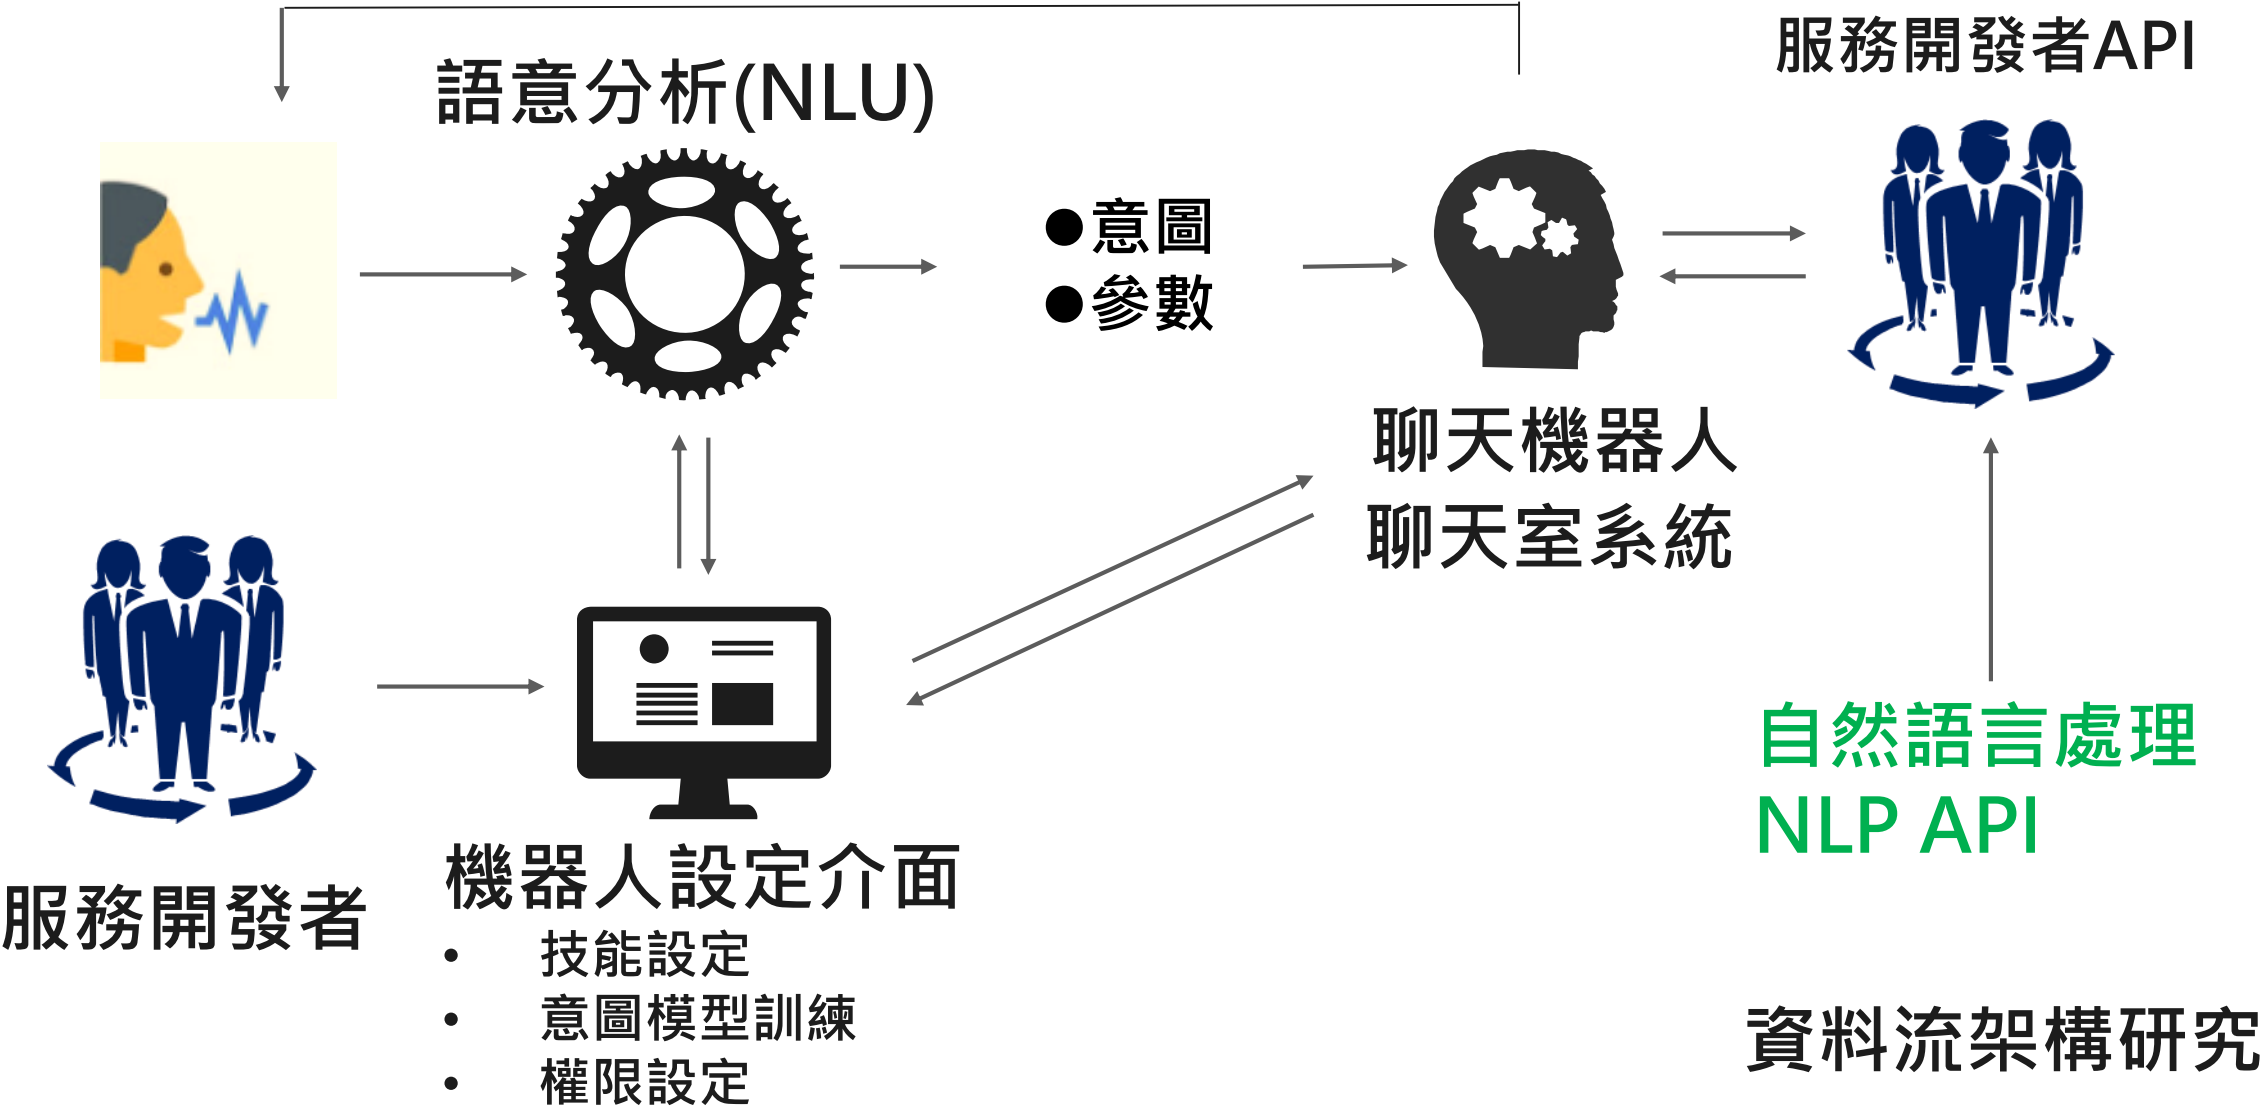 服務開發者API
語意分析(NLU)
●意圖
●參數
聊天機器人
聊天室系統
自然語言處理
NLP API
機器人設定介面
服務開發者
• 技能設定
• 意圖模型訓練
• 權限設定
資料流架構研究